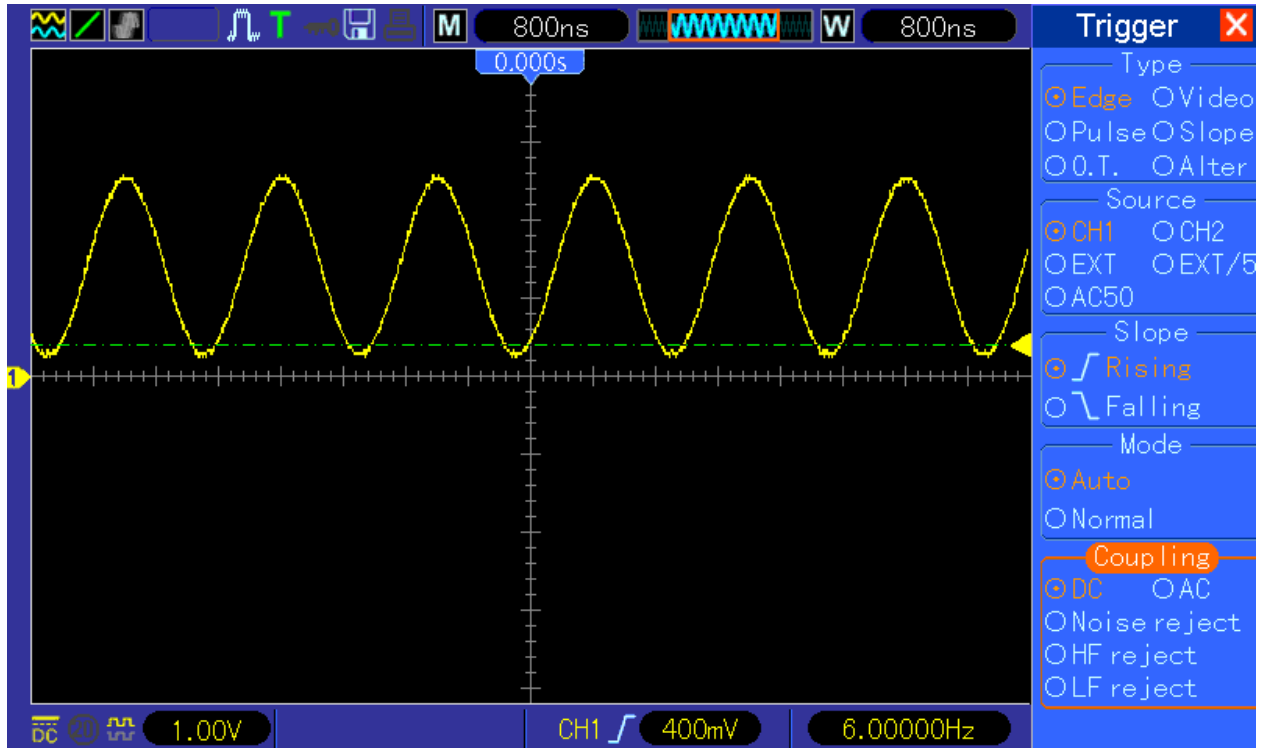 T M 800ns W 800ns Trigger X
0.000s
Type
Edge Video
Pulse Slope
O.T. Alter
Source
CH1 CH2
EXT EXT/5
AC50
Slope
Rising
Falling
1
Mode
Auto
Normal
Coupling
DC AC
Noise reject
HF reject
LF reject
DC 20 1.00V CH1 400mV 6.00000Hz